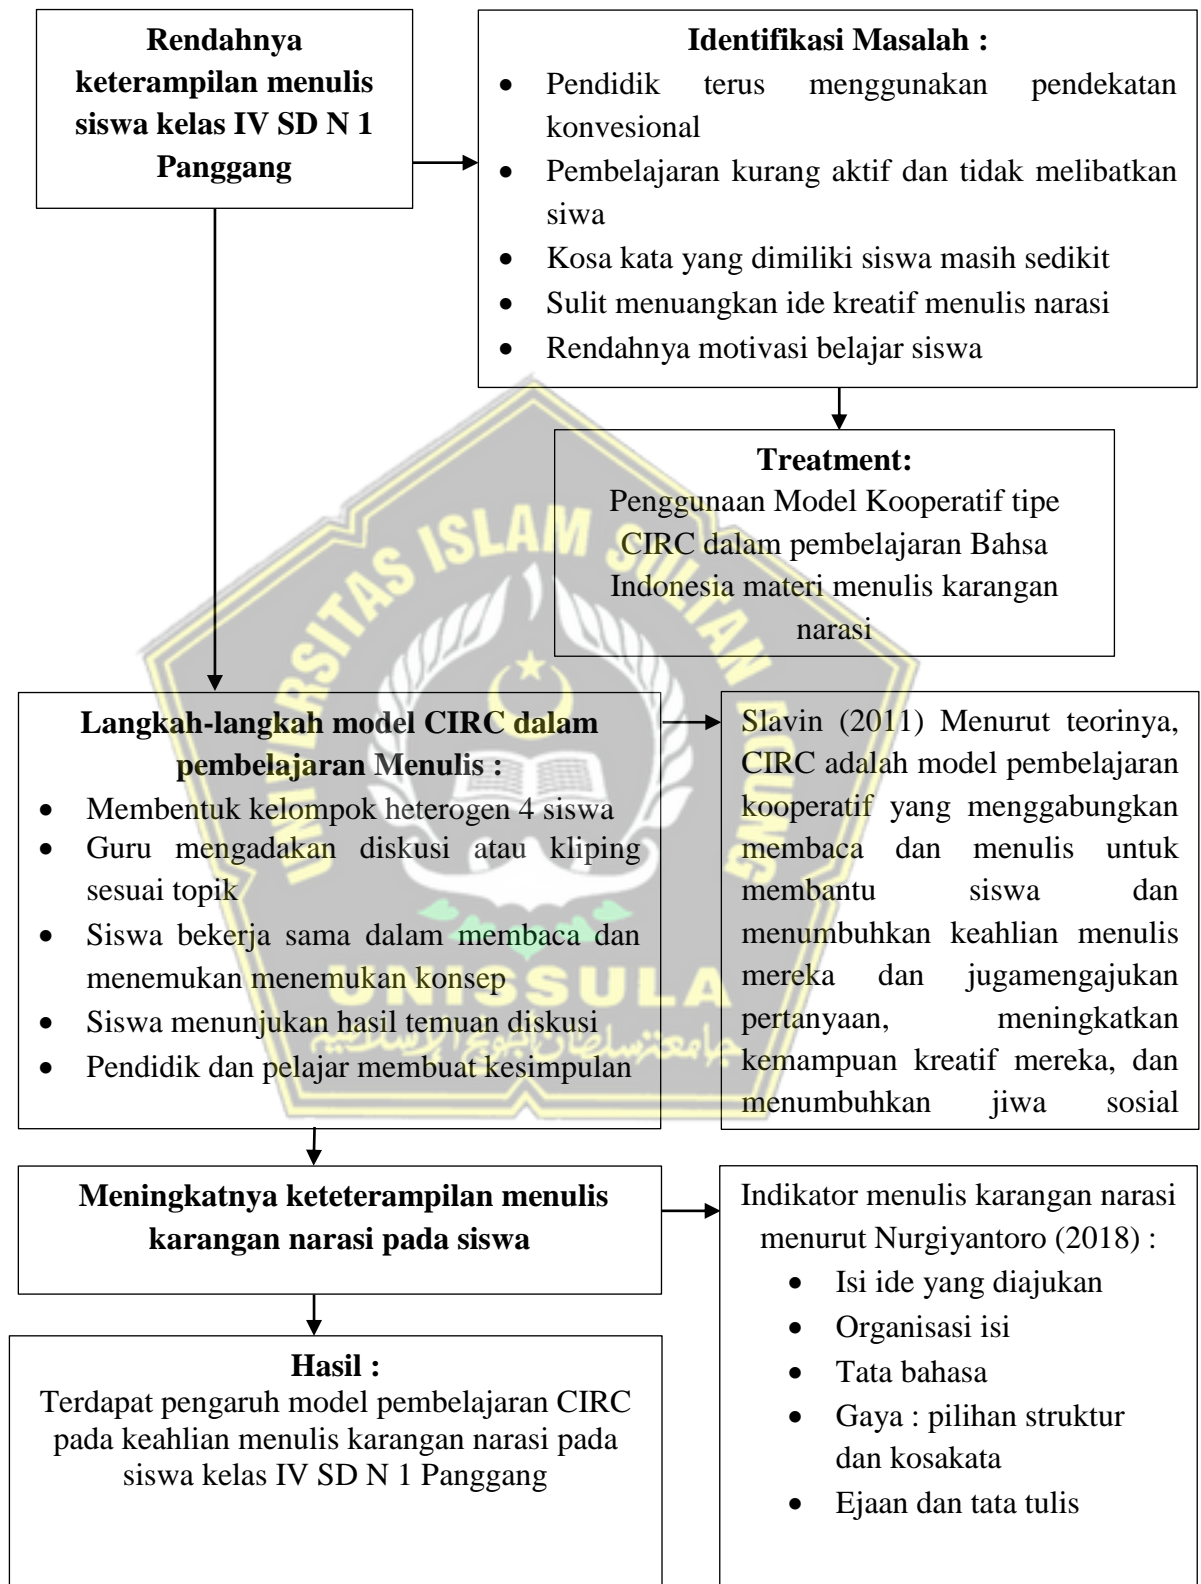 Rendahnya
keterampilan menulis
siswa kelas IV SD N 1
Panggang
Identifikasi Masalah :
• Pendidik terus menggunakan pendekatan
konvesional
• Pembelajaran kurang aktif dan tidak melibatkan
siwa
• Kosa kata yang dimiliki siswa masih sedikit
• Sulit menuangkan ide kreatif menulis narasi
• Rendahnya motivasi belajar siswa
Treatment:
Penggunaan Model Kooperatif tipe
CIRC dalam pembelajaran Bahsa
Indonesia materi menulis karangan
narasi
Langkah-langkah model CIRC dalam
pembelajaran Menulis :
• Membentuk kelompok heterogen 4 siswa
• Guru mengadakan diskusi atau kliping
sesuai topik
• Siswa bekerja sama dalam membaca dan
menemukan menemukan konsep
• Siswa menunjukan hasil temuan diskusi
• Pendidik dan pelajar membuat kesimpulan
Slavin (2011) Menurut teorinya,
CIRC adalah model pembelajaran
kooperatif yang menggabungkan
membaca dan menulis untuk
membantu siswa dan
menumbuhkan keahlian menulis
mereka dan jugamengajukan
pertanyaan, meningkatkan
kemampuan kreatif mereka, dan
menumbuhkan jiwa sosial
Meningkatnya keteterampilan menulis
karangan narasi pada siswa
Indikator menulis karangan narasi
menurut Nurgiyantoro (2018) :
• Isi ide yang diajukan
• Organisasi isi
• Tata bahasa
• Gaya : pilihan struktur
dan kosakata
• Ejaan dan tata tulis
Hasil :
Terdapat pengaruh model pembelajaran CIRC
pada keahlian menulis karangan narasi pada
siswa kelas IV SD N 1 Panggang
UNIVERSITAS ISLAM SULTAN AGUNG
UNISSULA
جامعة سلطان أجونج الإسلامية